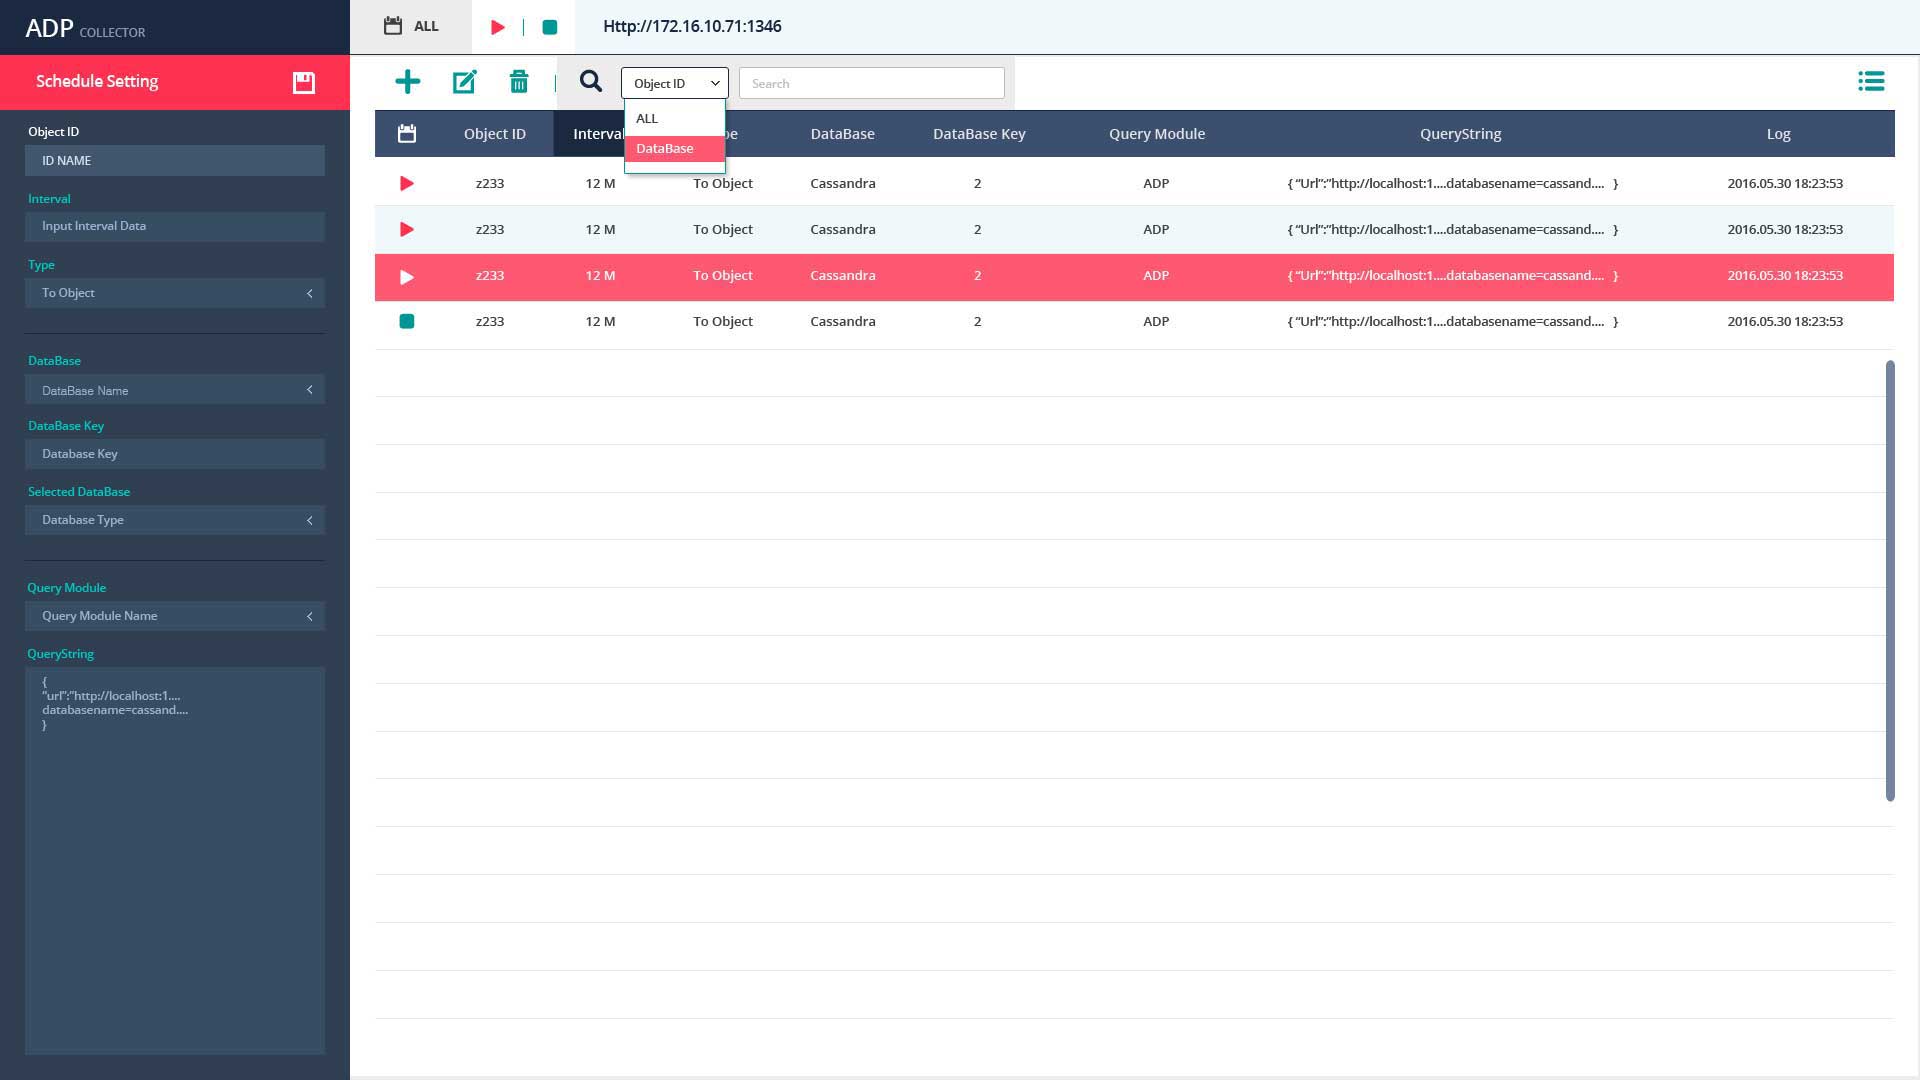 ADP COLLECTOR
ALL
Http://172.16.10.71:1346
Schedule Setting
Object ID
Search
ALL
DataBase
Object ID
ID NAME
Interval
Input Interval Data
Type
To Object
DataBase
DataBase Name
DataBase Key
Database Key
Selected DataBase
Database Type
Query Module
Query Module Name
QueryString
{
“url”:”http://localhost:1....
databasename=cassand....
}
Object ID Interval pe DataBase DataBase Key Query Module QueryString Log
z233 12 M To Object Cassandra 2 ADP { “Url”:”http://localhost:1....databasename=cassand.... } 2016.05.30 18:23:53
z233 12 M To Object Cassandra 2 ADP { “Url”:”http://localhost:1....databasename=cassand.... } 2016.05.30 18:23:53
z233 12 M To Object Cassandra 2 ADP { “Url”:”http://localhost:1....databasename=cassand.... } 2016.05.30 18:23:53
z233 12 M To Object Cassandra 2 ADP { “Url”:”http://localhost:1....databasename=cassand.... } 2016.05.30 18:23:53